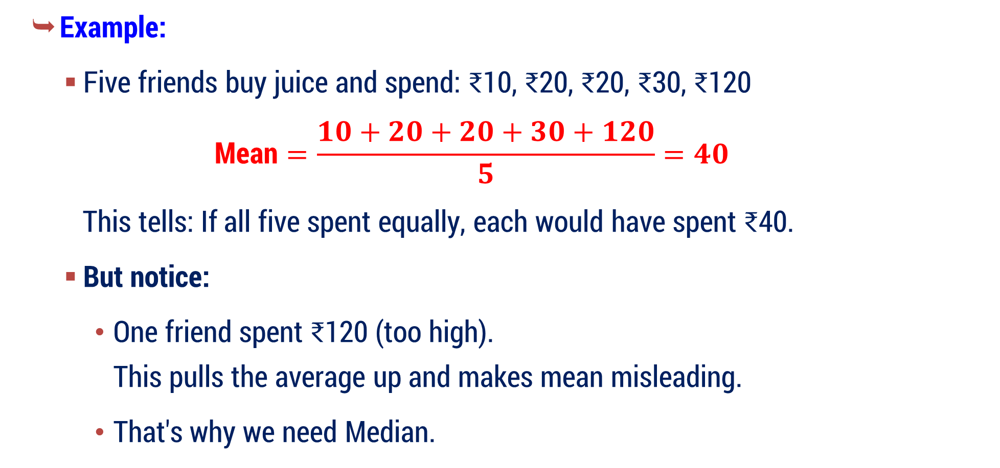 Example:
Five friends buy juice and spend: ₹10, ₹20, ₹20, ₹30, ₹120
Mean = (10 + 20 + 20 + 30 + 120) / 5 = 40
This tells: If all five spent equally, each would have spent ₹40.
But notice:
One friend spent ₹120 (too high).
This pulls the average up and makes mean misleading.
That's why we need Median.